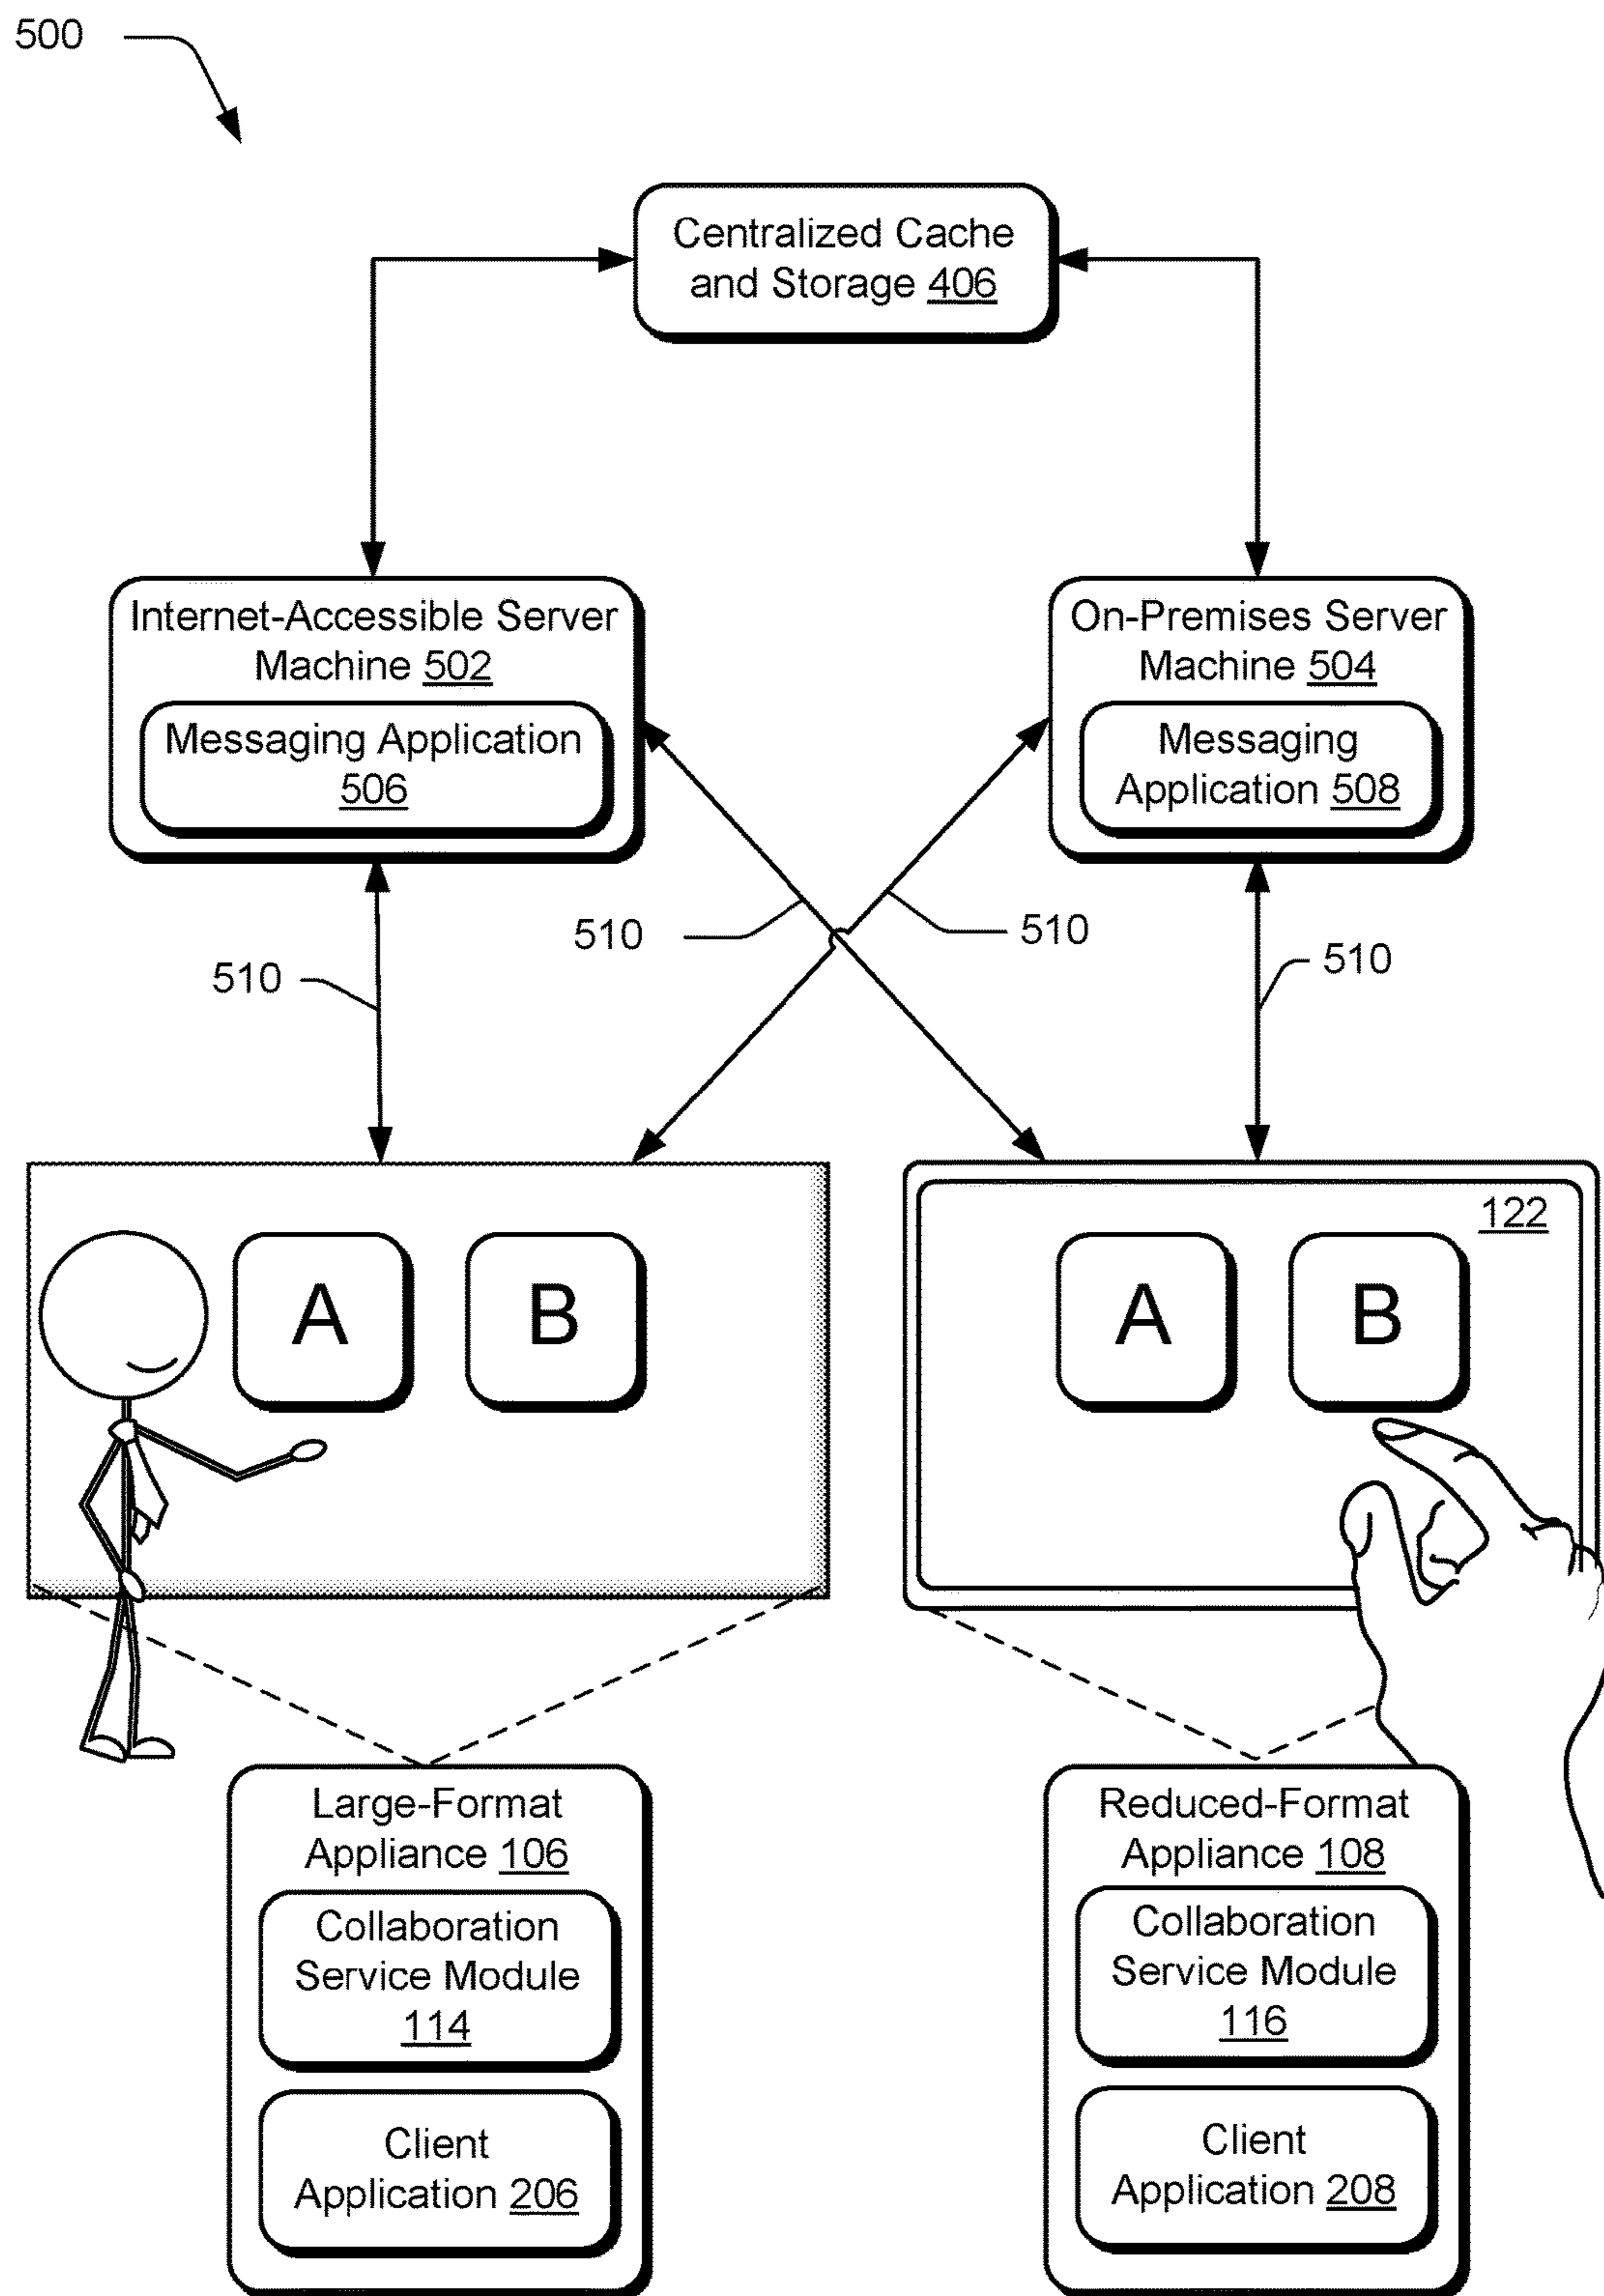 500
Centralized Cache
and Storage 406
Internet-Accessible Server
Machine 502
Messaging Application
506
On-Premises Server
Machine 504
Messaging
Application 508
510
510
510
510
A
B
122
A
B
Large-Format
Appliance 106
Collaboration
Service Module
114
Client
Application 206
Reduced-Format
Appliance 108
Collaboration
Service Module
116
Client
Application 208